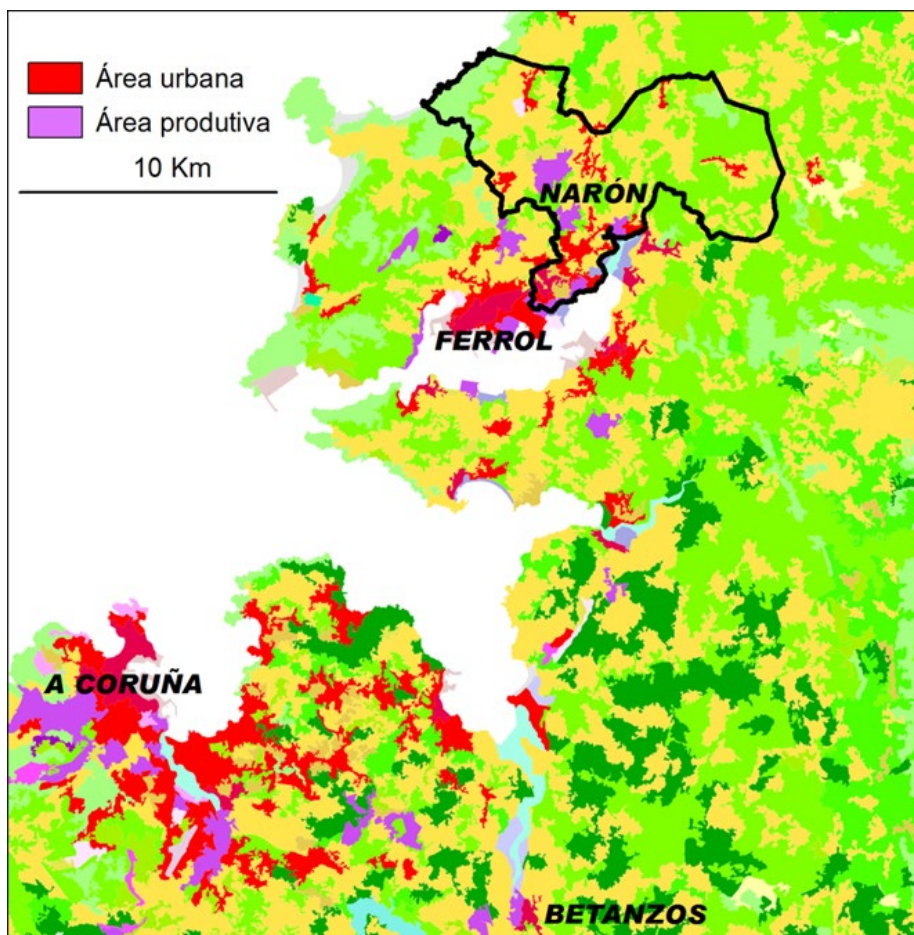 Área urbana
Área produtiva
10 Km
NARÓN
FERROL
A CORUÑA
BETANZOS